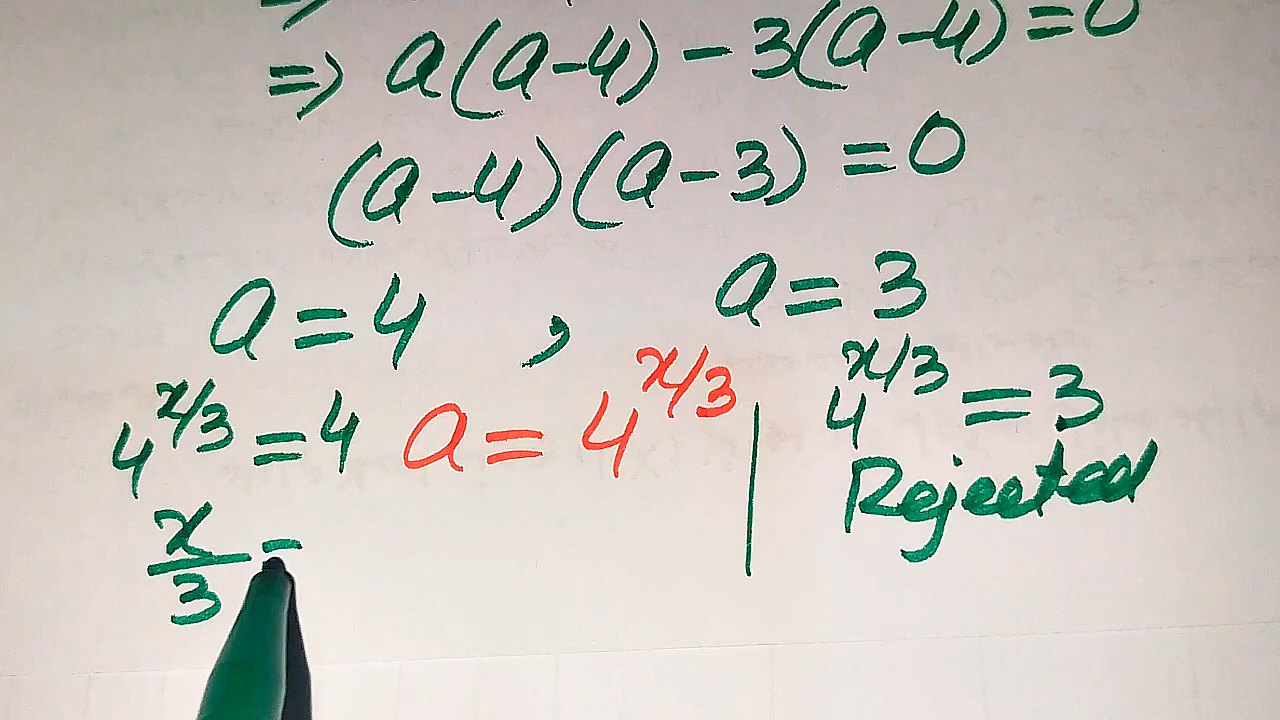 => a(a-4) - 3(a-4) = 0
(a-4)(a-3) = 0
a = 4 , a = 3
4^{x/3} = 4 a = 4^{x/3} | 4^{x/3} = 3
Rejected
\frac{x}{3} =